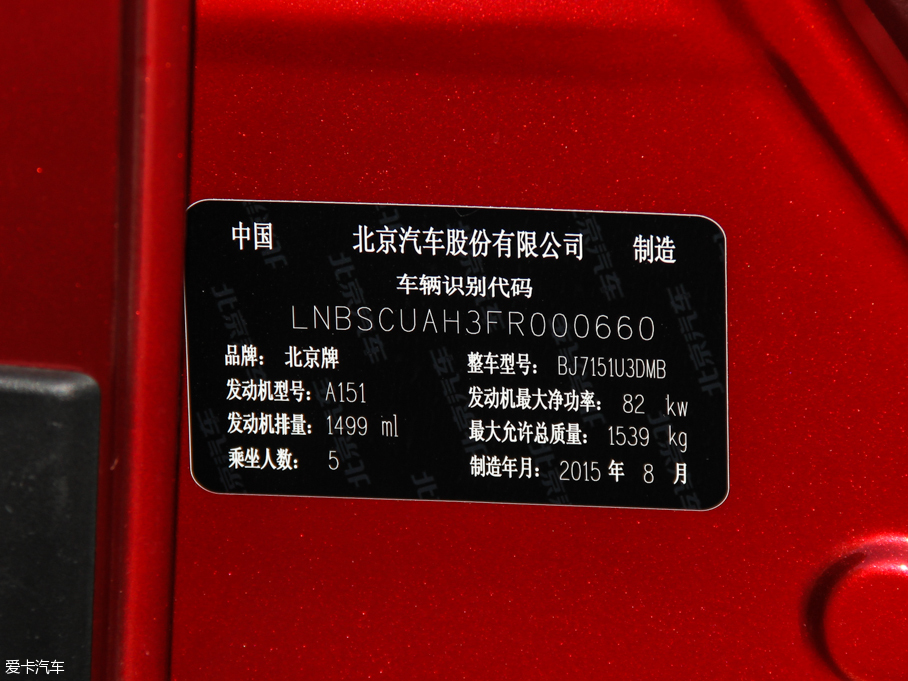 中国 北京汽车股份有限公司 制造
车辆识别代码
LNBSCUAH3FR000660
品牌： 北京牌 整车型号： BJ7151U3DMB
发动机型号： A151 发动机最大净功率： 82 kw
发动机排量： 1499 ml 最大允许总质量： 1539 kg
乘坐人数： 5 制造年月： 2015 年 8 月
爱卡汽车